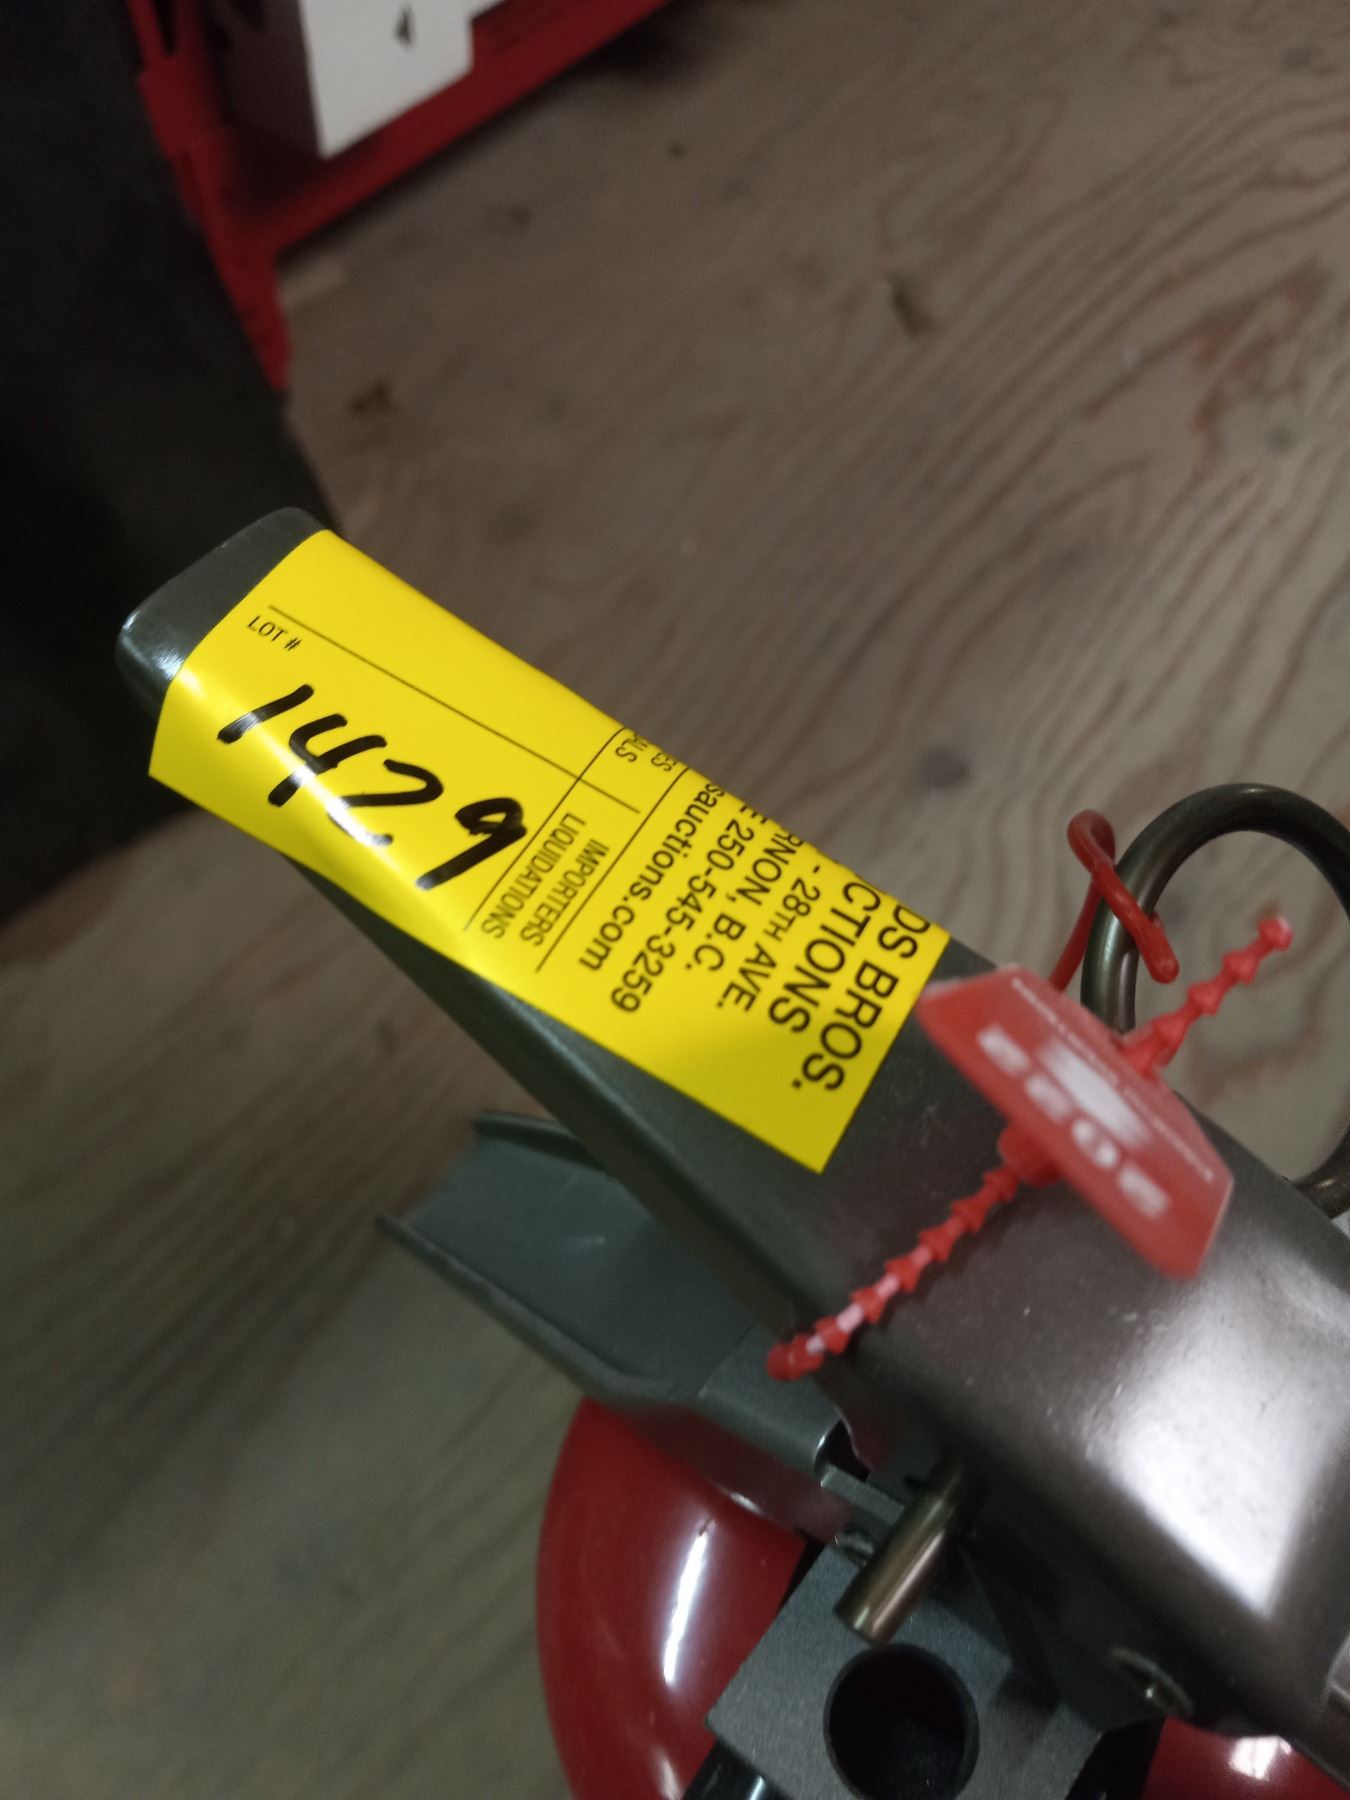 DS BROS.
CTIONS
- 28TH AVE.
RNON, B.C.
E 250-545-3259
sauctions.com
IMPORTERS
LIQUIDATIONS
LOT #
1429